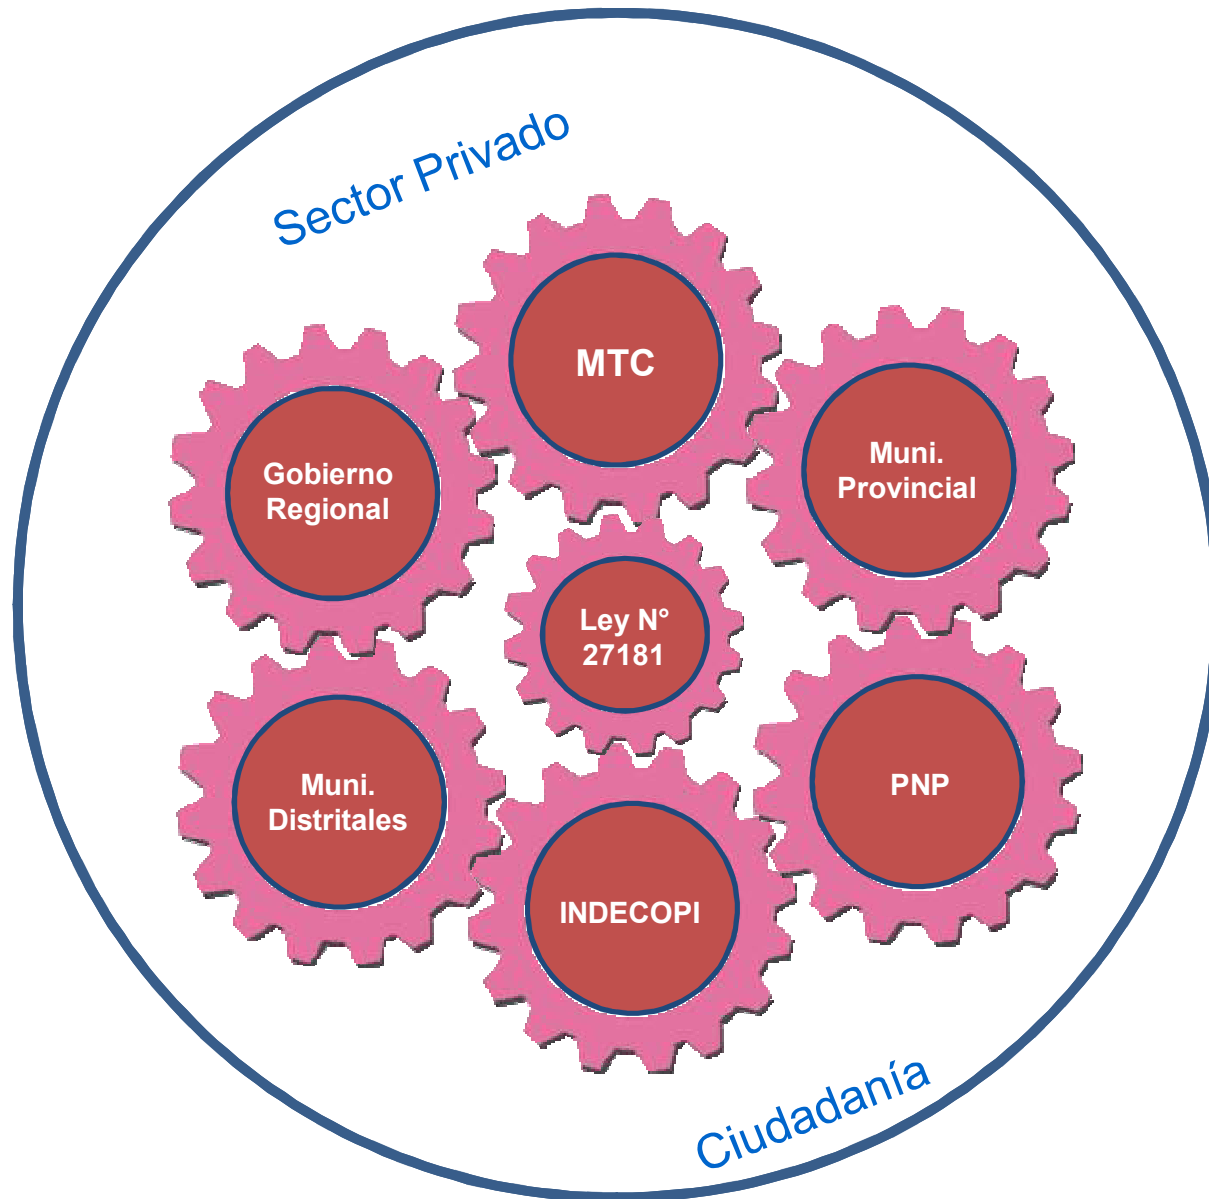 Sector Privado
MTC
Gobierno
Regional
Muni.
Provincial
Ley N°
27181
Muni.
Distritales
PNP
INDECOPI
Ciudadanía